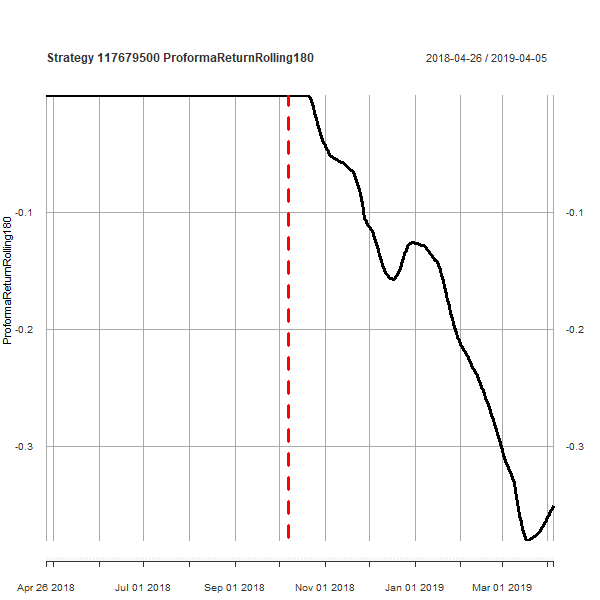 Strategy 117679500 ProformaReturnRolling180
2018-04-26 / 2019-04-05
ProformaReturnRolling180
-0.1 -0.1
-0.2 -0.2
-0.3 -0.3
Apr 26 2018 Jul 01 2018 Sep 01 2018 Nov 01 2018 Jan 01 2019 Mar 01 2019